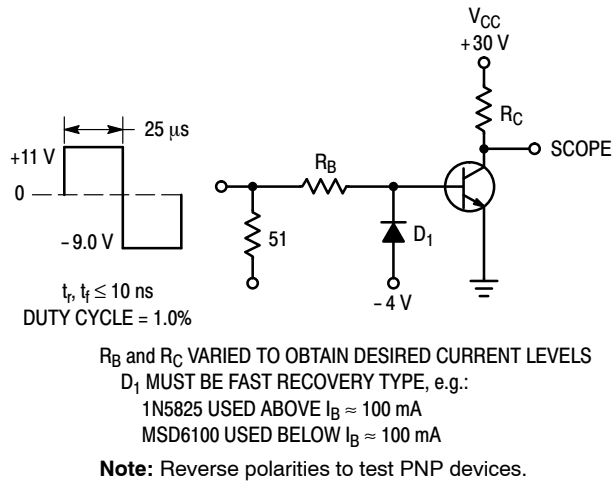 V_CC
+30 V
25 μs
R_C
+11 V
SCOPE
R_B
0
51
D₁
−9.0 V
−4 V
t_r, t_f ≤ 10 ns
DUTY CYCLE = 1.0%
R_B and R_C VARIED TO OBTAIN DESIRED CURRENT LEVELS
D₁ MUST BE FAST RECOVERY TYPE, e.g.:
1N5825 USED ABOVE I_B ≈ 100 mA
MSD6100 USED BELOW I_B ≈ 100 mA
Note: Reverse polarities to test PNP devices.